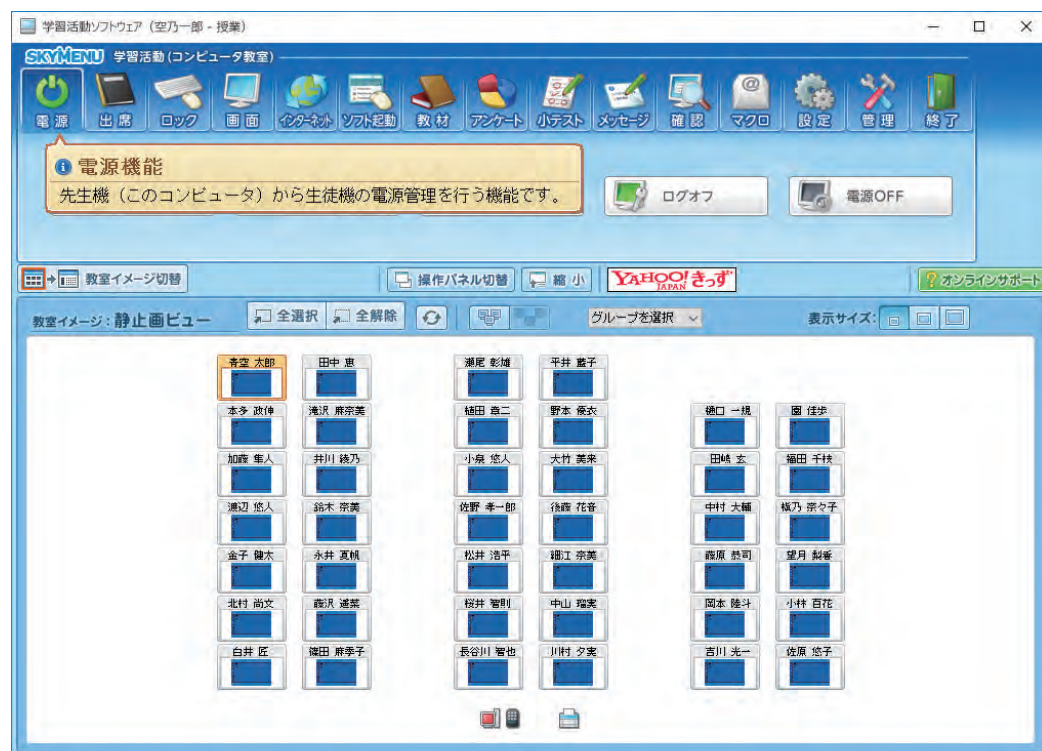 学習活動ソフトウェア（空乃一郎 - 授業）
SKYMENU 学習活動(コンピュータ教室)
電源 出席 ロック 画面 インターネット ソフト起動 教材 アンケート 小テスト メッセージ 確認 マクロ 設定 管理 終了
電源機能
先生機（このコンピュータ）から生徒機の電源管理を行う機能です。
ログオフ 電源OFF
教室イメージ切替 操作パネル切替 縮小 YAHOO! JAPAN きっず ? オンラインサポート
教室イメージ：静止画ビュー 全選択 全解除 グループを選択 表示サイズ：
青空 太郎 田中 恵 瀬尾 彰雄 平井 藍子
本多 政伸 滝沢 麻奈美 植田 章二 野本 優衣 樋口 一規 園 佳歩
加藤 隼人 井川 綾乃 小泉 悠人 大竹 美来 田嶋 玄 福田 千枝
渡辺 悠人 鈴木 奈美 佐野 孝一郎 後藤 花音 中村 大輔 槇乃 奈々子
金子 健太 永井 夏帆 松井 浩平 細江 奈美 藤原 恭司 望月 梨香
北村 尚文 藤沢 遥菜 桜井 智則 中山 瑠実 岡本 陸斗 小林 百花
白井 匠 篠田 麻季子 長谷川 智也 川村 夕実 吉川 光一 佐原 悠子